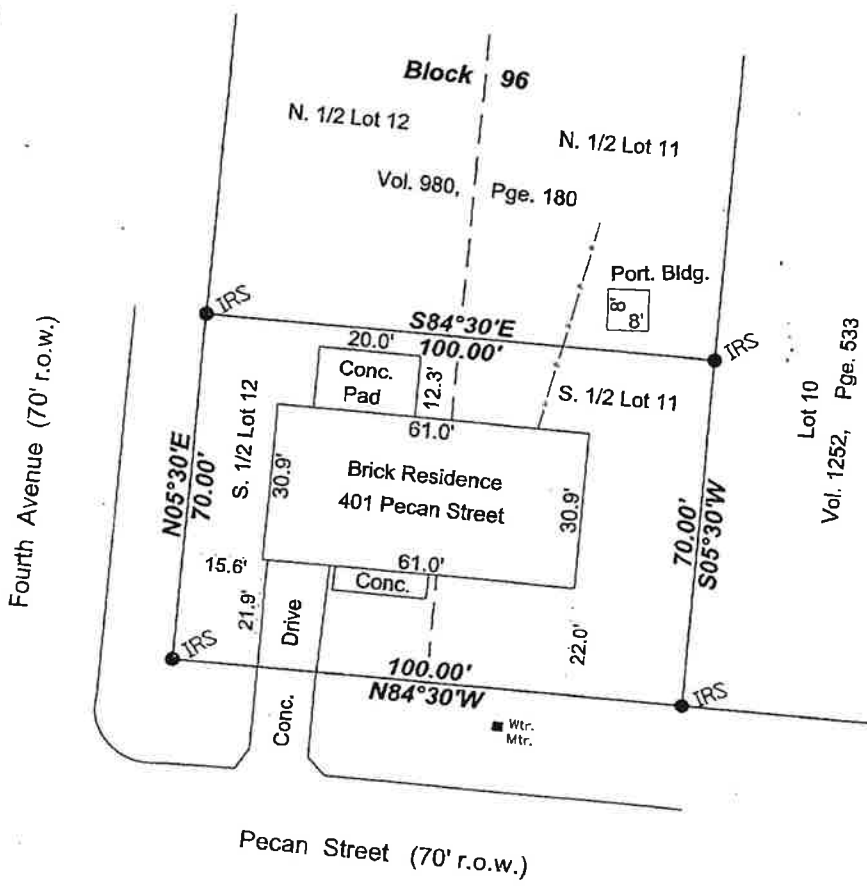 Block 96
N. 1/2 Lot 12
N. 1/2 Lot 11
Vol. 980, Pge. 180
Port. Bldg.
8'
8'
IRS
S84°30'E
100.00'
IRS
20.0'
Conc.
Pad
12.3'
S. 1/2 Lot 11
S. 1/2 Lot 12
61.0'
Brick Residence
401 Pecan Street
30.9'
30.9'
N05°30'E
70.00'
70.00'
S05°30'W
Lot 10
Vol. 1252, Pge. 533
Fourth Avenue (70' r.o.w.)
61.0'
Conc.
15.6'
21.9'
Conc. Drive
22.0'
IRS
100.00'
N84°30'W
IRS
Wtr.
Mtr.
Pecan Street (70' r.o.w.)